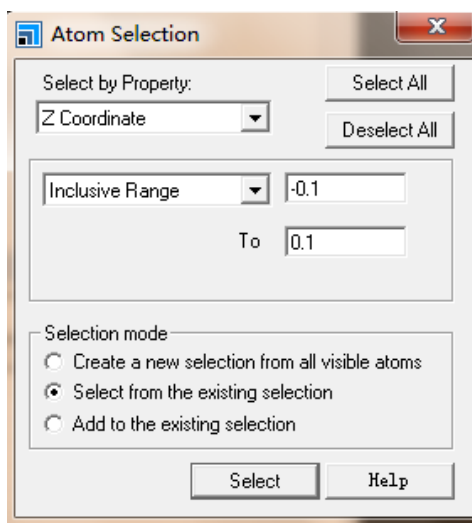 Atom Selection
Select by Property:
Select All
Z Coordinate
Deselect All
Inclusive Range
-0.1
To
0.1
Selection mode
Create a new selection from all visible atoms
Select from the existing selection
Add to the existing selection
Select
Help